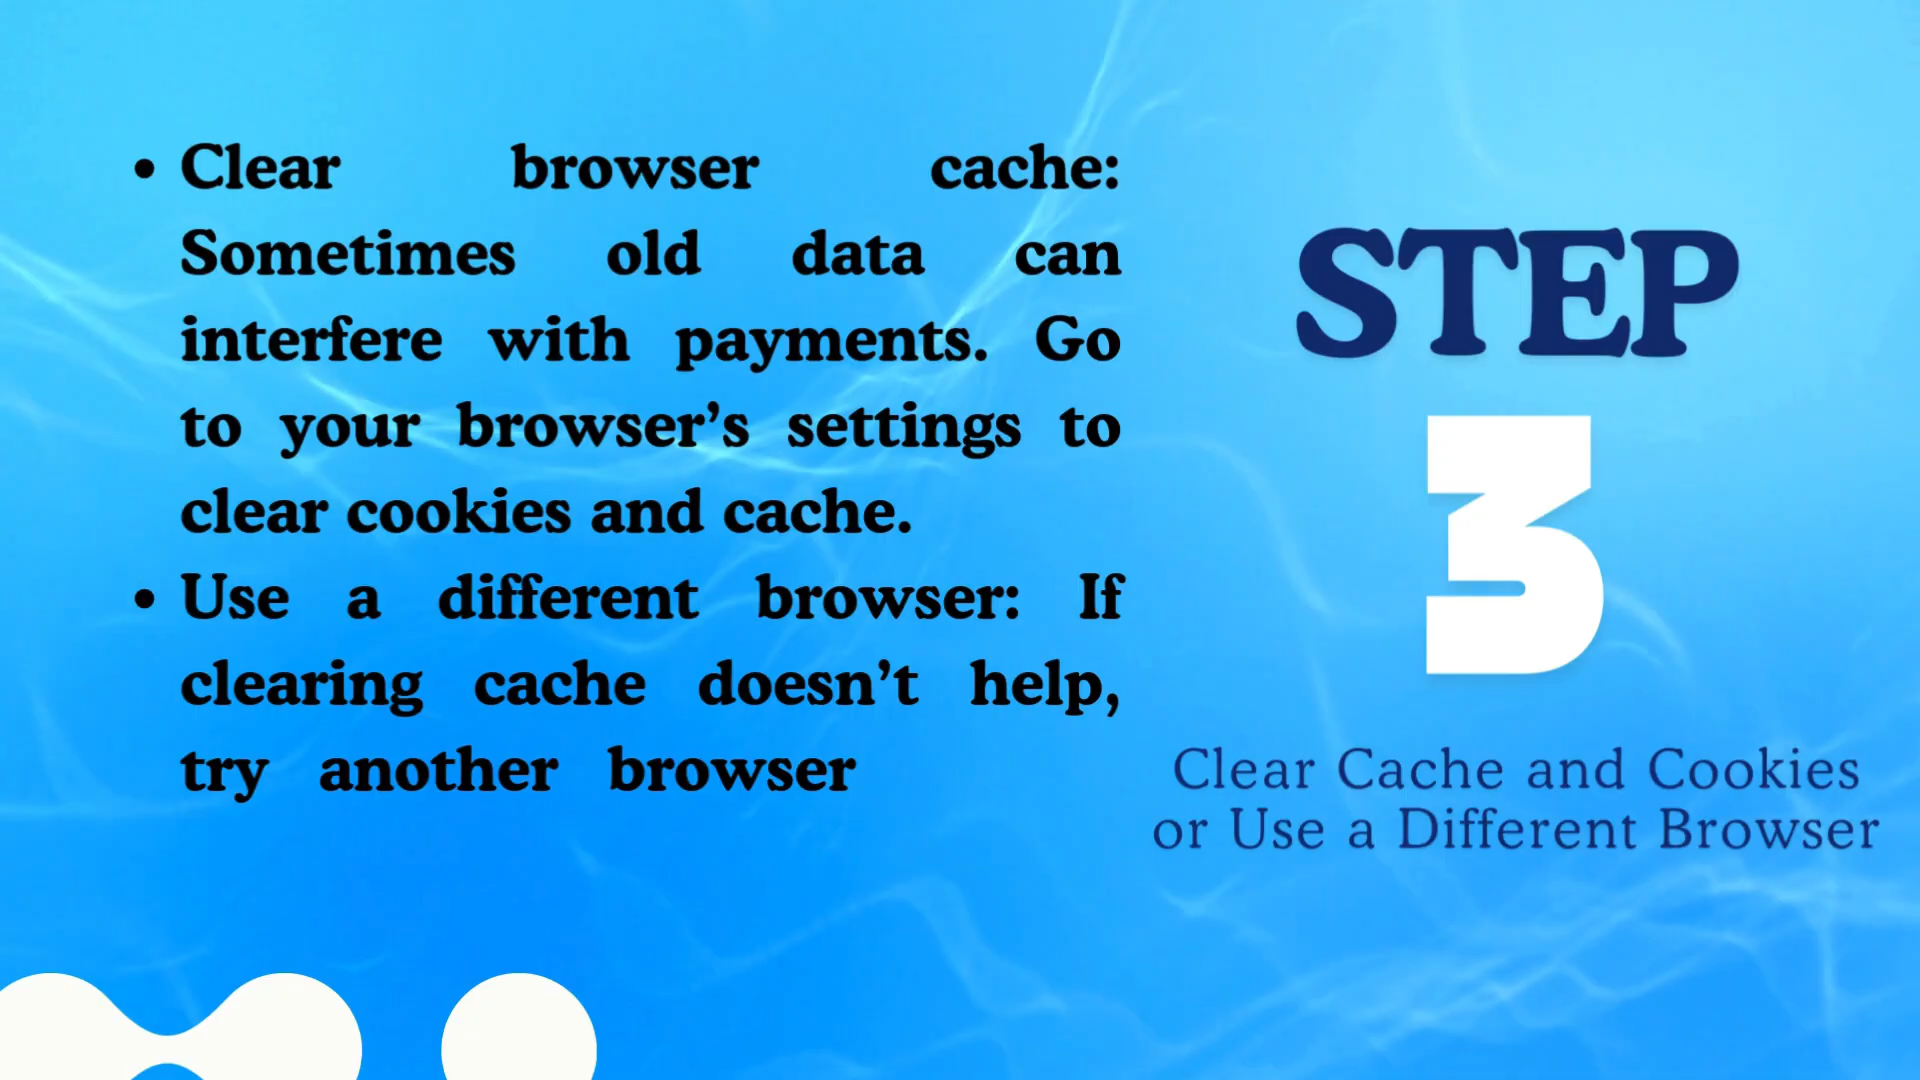 • Clear browser cache:
Sometimes old data can
interfere with payments. Go
to your browser’s settings to
clear cookies and cache.
• Use a different browser: If
clearing cache doesn’t help,
try another browser
STEP
3
Clear Cache and Cookies
or Use a Different Browser